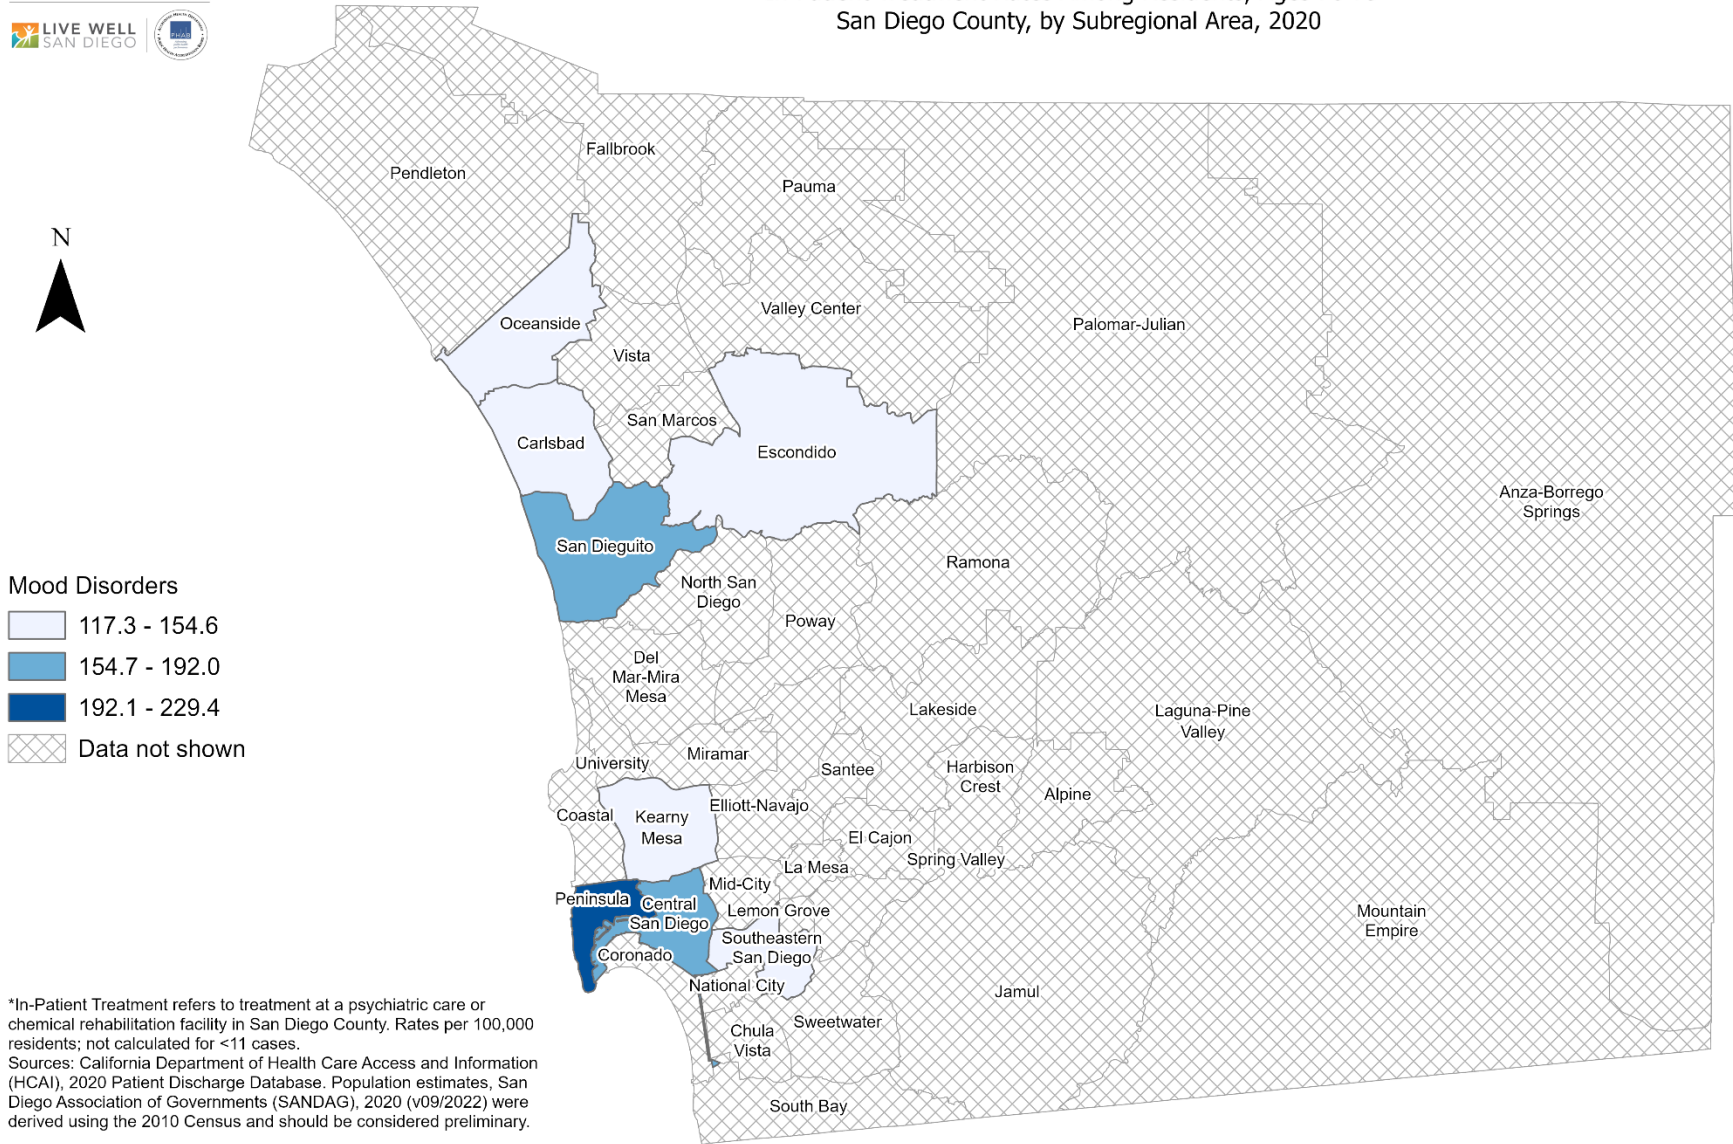 San Diego County, by Subregional Area, 2020
LIVE WELL
SAN DIEGO
PHAB
Fallbrook
Pendleton
Pauma
N
Valley Center
Oceanside
Palomar-Julian
Vista
San Marcos
Carlsbad
Escondido
Anza-Borrego
Springs
San Dieguito
Ramona
North San
Diego
Poway
Del
Mar-Mira
Mesa
Lakeside
Laguna-Pine
Valley
Miramar
University
Santee
Harbison
Crest
Alpine
Elliott-Navajo
Coastal
Kearny
Mesa
El Cajon
Spring Valley
La Mesa
Mid-City
Peninsula
Central
San Diego
Lemon Grove
Mountain
Empire
Southeastern
San Diego
Coronado
National City
Jamul
Sweetwater
Chula
Vista
South Bay
Mood Disorders
117.3 - 154.6
154.7 - 192.0
192.1 - 229.4
Data not shown
*In-Patient Treatment refers to treatment at a psychiatric care or
chemical rehabilitation facility in San Diego County. Rates per 100,000
residents; not calculated for <11 cases.
Sources: California Department of Health Care Access and Information
(HCAI), 2020 Patient Discharge Database. Population estimates, San
Diego Association of Governments (SANDAG), 2020 (v09/2022) were
derived using the 2010 Census and should be considered preliminary.